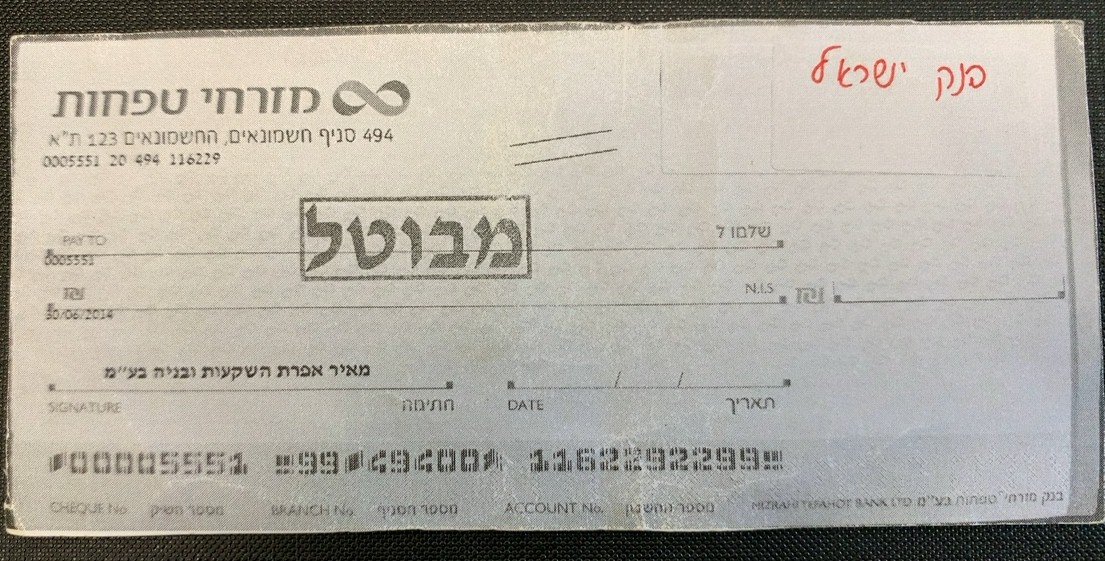 בנק ישראל
מזרחי טפחות
494 סניף חשמונאים, החשמונאים 123 ת"א
0005551 20 494 116229
מבוטל
PAY TO שלמו ל
0005551
₪ N.I.S ₪
30/06/2014
מאיר אפרת השקעות ובניה בע"מ
SIGNATURE חתימה DATE תאריך
00005551 99 49400 1162292299
CHEQUE No. מספר השיק BRANCH No. מספר הסניף ACCOUNT No. מספר החשבון MIZRAHI TEFAHOT BANK LTD בנק מזרחי טפחות בע"מ